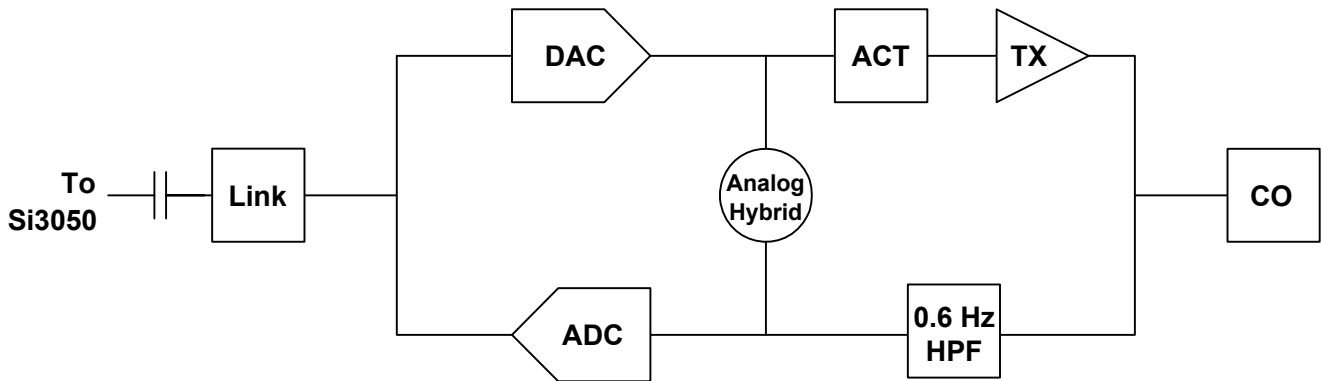 DAC
ACT
TX
To
Si3050
Link
Analog
Hybrid
CO
ADC
0.6 Hz
HPF